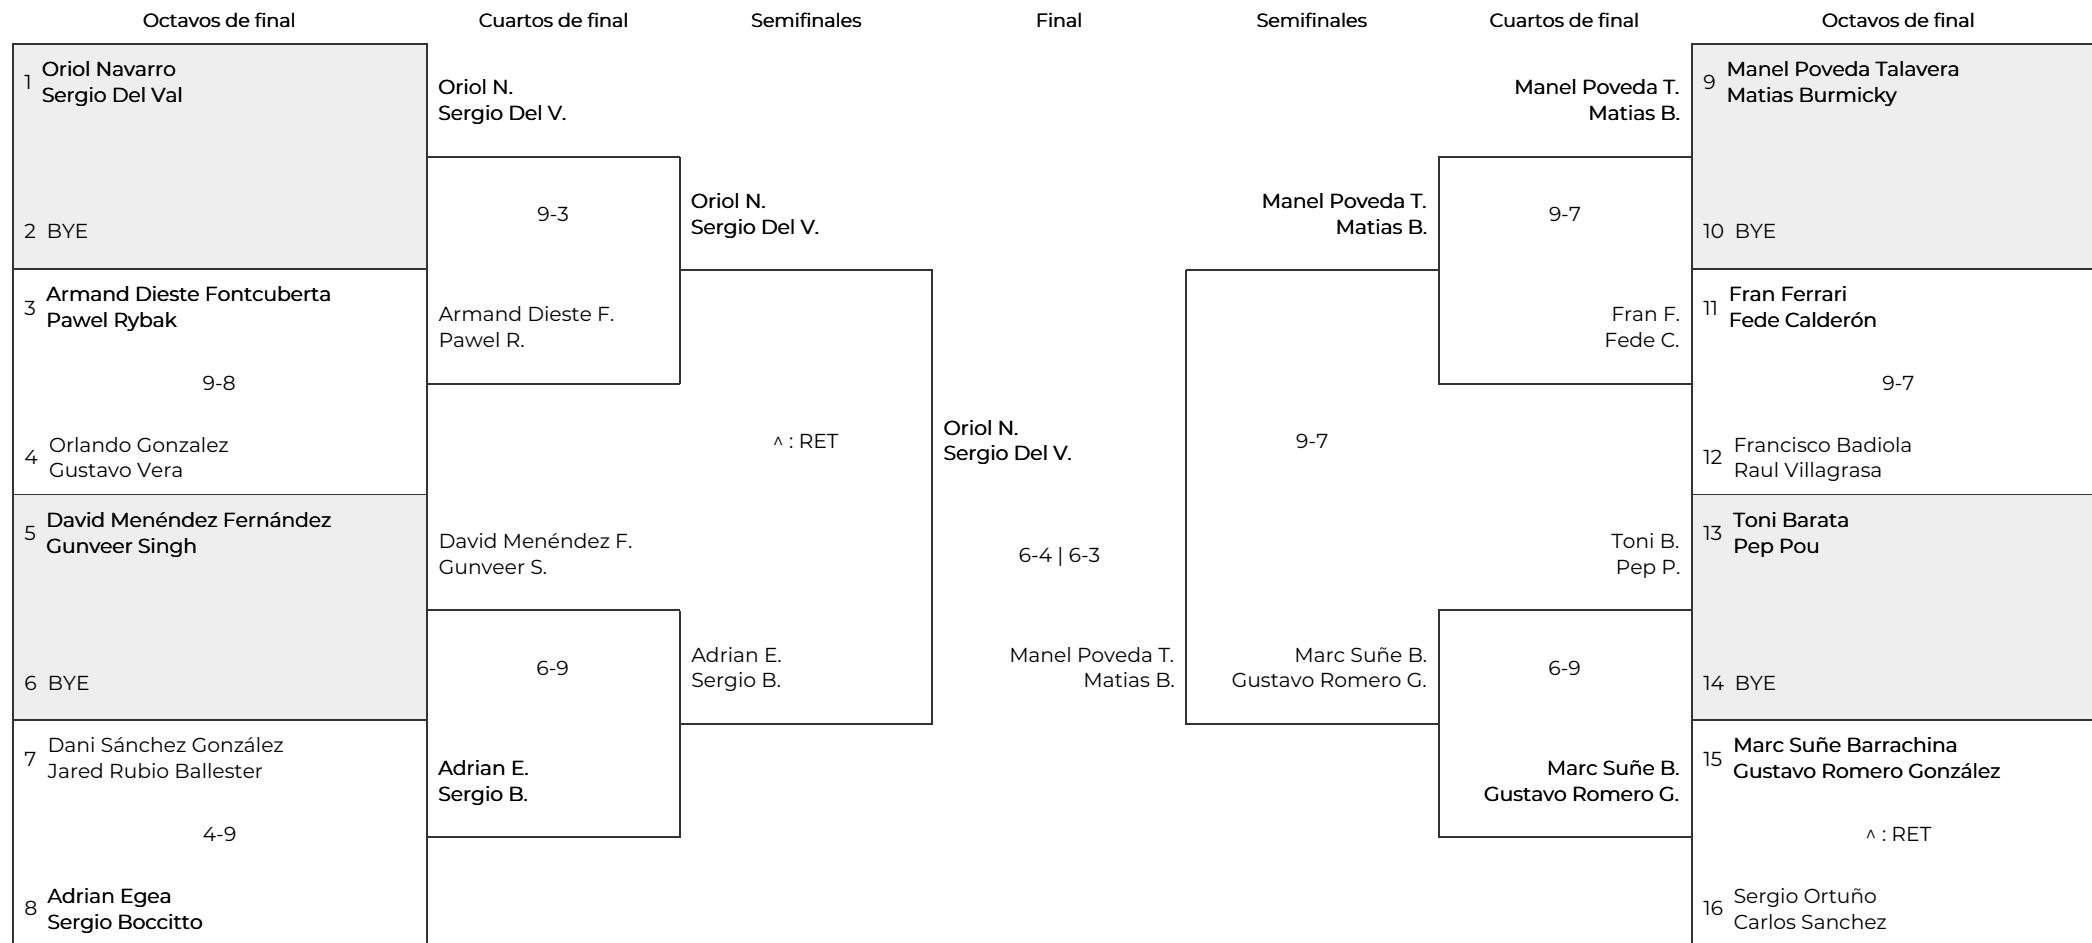 Octavos de final
Cuartos de final
Semifinales
Final
Semifinales
Cuartos de final
Octavos de final
1
Oriol Navarro
Sergio Del Val
2 BYE
3
Armand Dieste Fontcuberta
Pawel Rybak
9-8
4
Orlando Gonzalez
Gustavo Vera
5
David Menéndez Fernández
Gunveer Singh
6 BYE
7
Dani Sánchez González
Jared Rubio Ballester
4-9
8
Adrian Egea
Sergio Boccitto
Oriol N.
Sergio Del V.
9-3
Armand Dieste F.
Pawel R.
David Menéndez F.
Gunveer S.
6-9
Adrian E.
Sergio B.
Oriol N.
Sergio Del V.
^ : RET
Adrian E.
Sergio B.
Oriol N.
Sergio Del V.
6-4 | 6-3
Manel Poveda T.
Matias B.
Manel Poveda T.
Matias B.
9-7
Marc Suñe B.
Gustavo Romero G.
Manel Poveda T.
Matias B.
9-7
Fran F.
Fede C.
Toni B.
Pep P.
6-9
Marc Suñe B.
Gustavo Romero G.
9
Manel Poveda Talavera
Matias Burmicky
10 BYE
11
Fran Ferrari
Fede Calderón
9-7
12
Francisco Badiola
Raul Villagrasa
13
Toni Barata
Pep Pou
14 BYE
15
Marc Suñe Barrachina
Gustavo Romero González
^ : RET
16
Sergio Ortuño
Carlos Sanchez